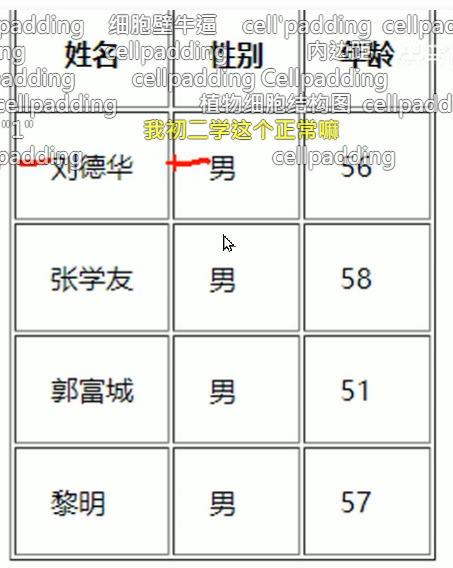 padding 细胞壁牛逼 cell'padding cellpadding
姓名 性别 年龄
padding cellpadding 内边距
padding cellpadding Cellpadding
cellpadding 植物细胞结构图 cellpadd
"1" 我初二学这个正常嘛
padding cellpadding
刘德华 男 56
张学友 男 58
郭富城 男 51
黎明 男 57